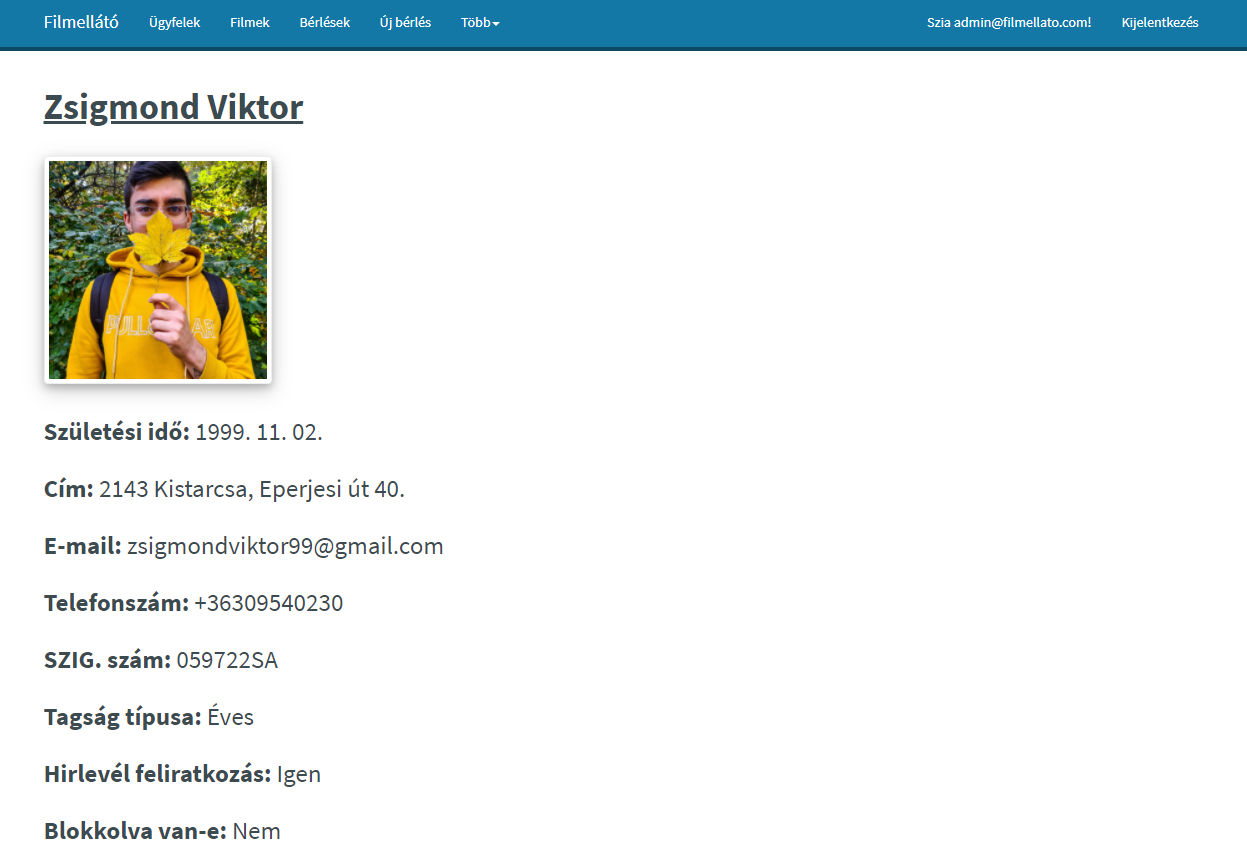 Filmellátó Ügyfelek Filmek Bérlések Új bérlés Több Szia admin@filmellato.com! Kijelentkezés
Zsigmond Viktor
Születési idő: 1999. 11. 02.
Cím: 2143 Kistarcsa, Eperjesi út 40.
E-mail: zsigmondviktor99@gmail.com
Telefonszám: +36309540230
SZIG. szám: 059722SA
Tagság típusa: Éves
Hirlevél feliratkozás: Igen
Blokkolva van-e: Nem